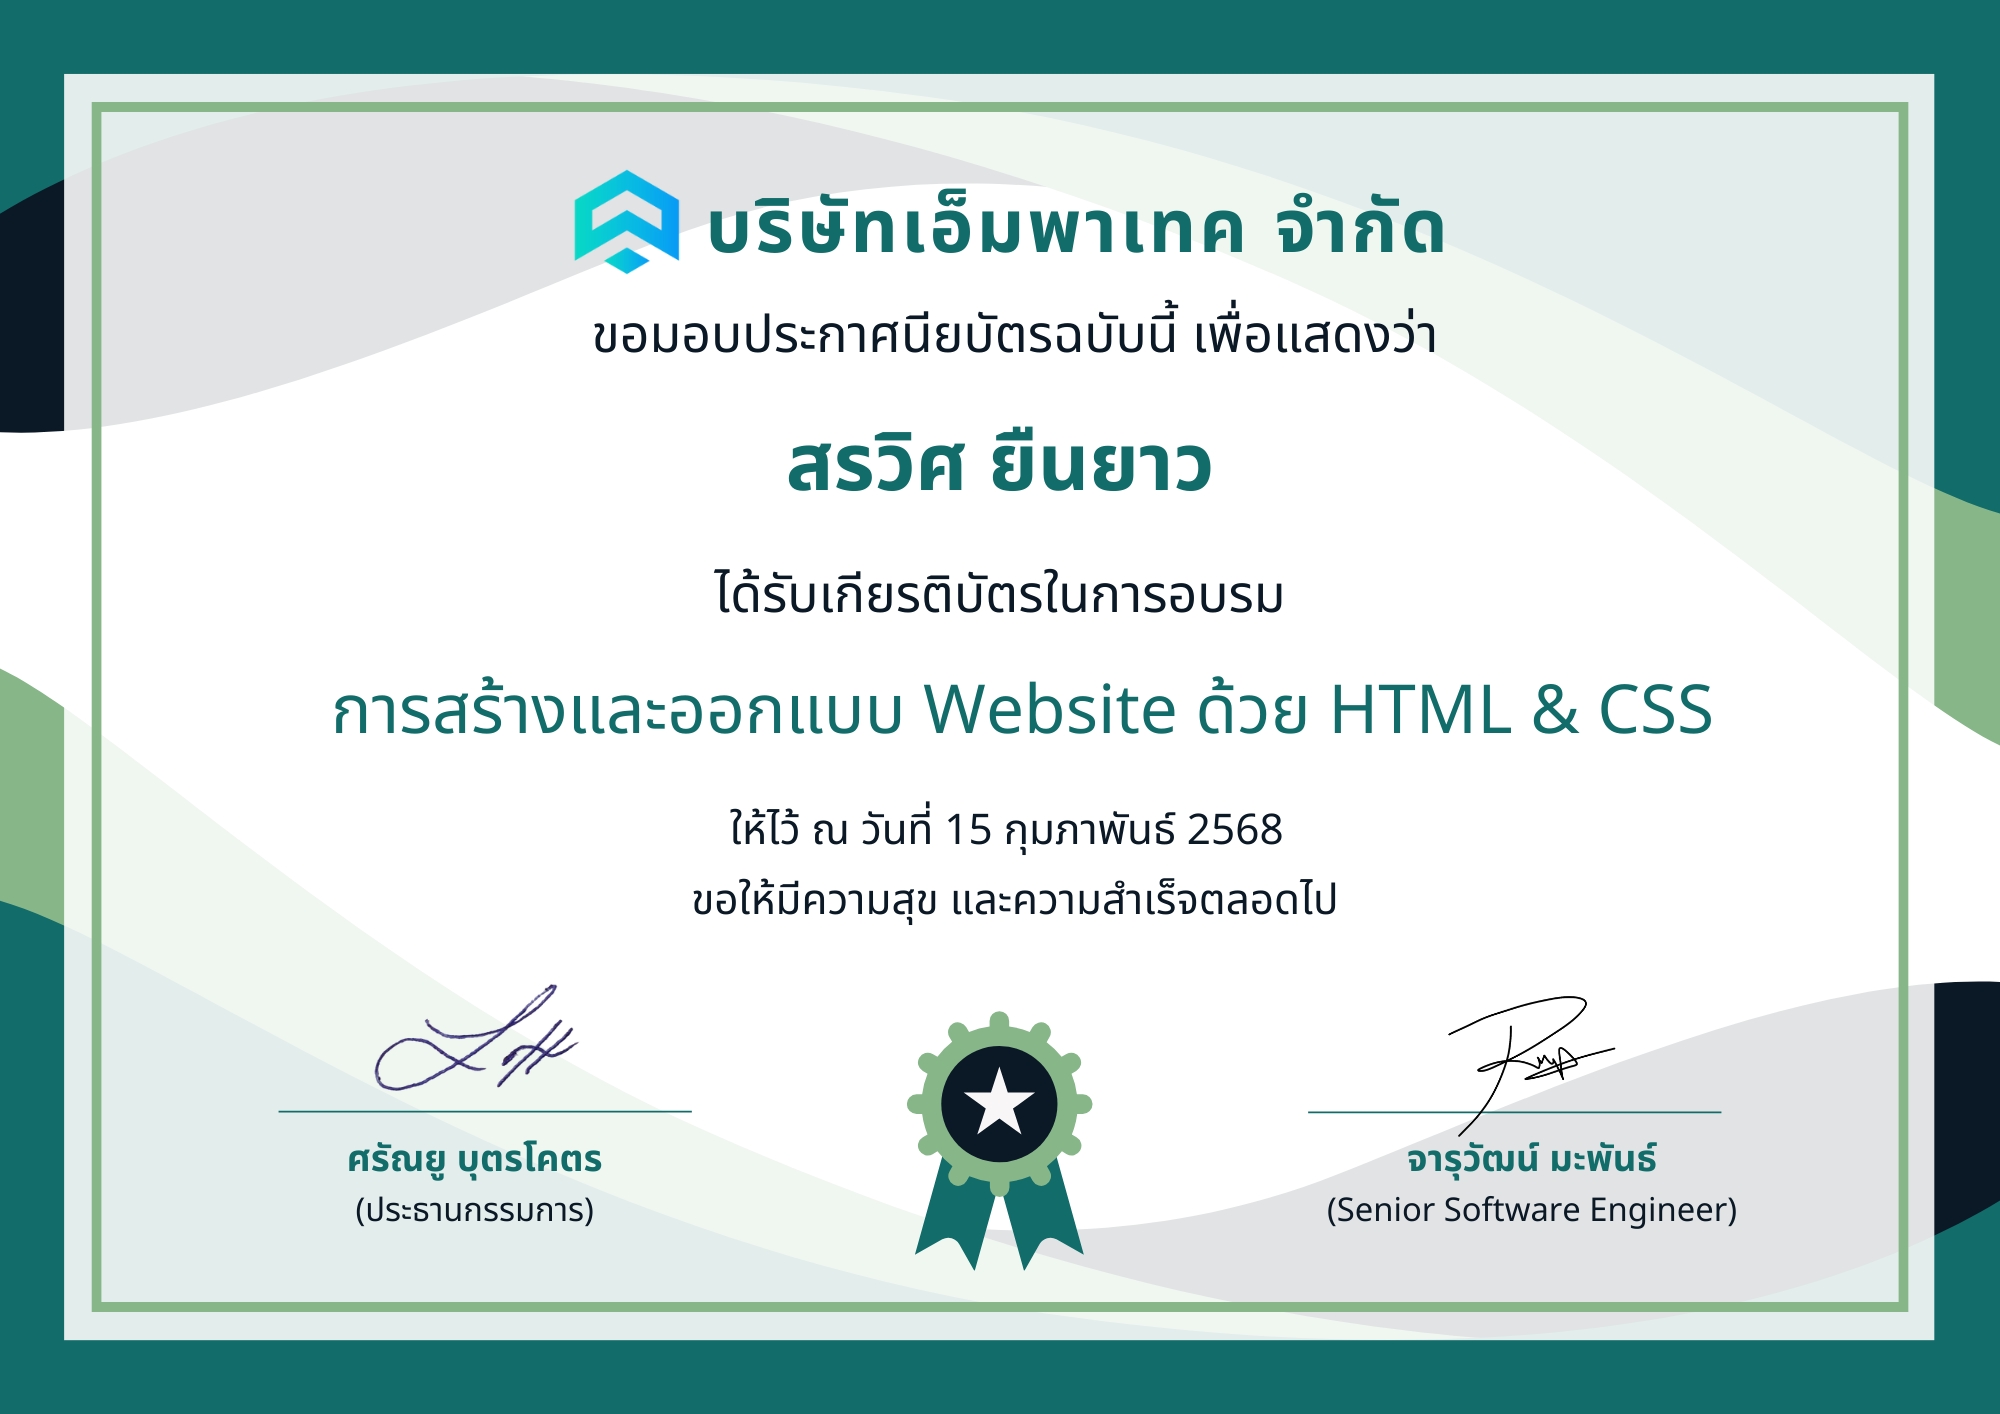 บริษัทเอ็มพาเทค จำกัด
ขอมอบประกาศนียบัตรฉบับนี้ เพื่อแสดงว่า
สรวิศ ยืนยาว
ได้รับเกียรติบัตรในการอบรม
การสร้างและออกแบบ Website ด้วย HTML & CSS
ให้ไว้ ณ วันที่ 15 กุมภาพันธ์ 2568
ขอให้มีความสุข และความสำเร็จตลอดไป
ศรัณยู บุตรโคตร
(ประธานกรรมการ)
จารุวัฒน์ มะพันธ์
(Senior Software Engineer)